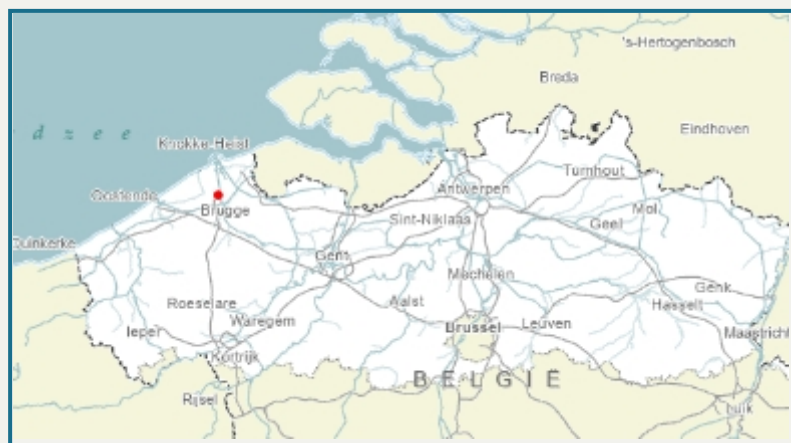 's-Hertogenbosch
Breda
Eindhoven
d z e e
Knokke-Heist
Turnhout
Oostende
Antwerpen
Mol
Brugge
Sint-Niklaas
Geel
Duinkerke
Gent
Mechelen
Genk
Roeselare
Aalst
Hasselt
Ieper
Waregem
Brussel
Leuven
Maastricht
Kortrijk
BELGIË
Rijsel
Luik